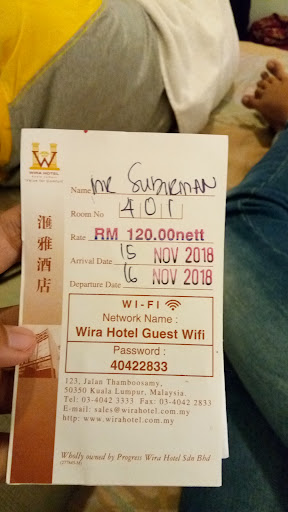 WIRA HOTEL
Name MR SUDIRMAN
Room No 401
Rate RM 120.00nett
Arrival Date 15 NOV 2018
Departure Date 16 NOV 2018
滙雅酒店
WI-FI
Network Name :
Wira Hotel Guest Wifi
Password :
40422833
123, Jalan Thamboosamy,
50350 Kuala Lumpur, Malaysia.
Tel: 03-4042 3333 Fax: 03-4042 2833
E-mail: sales@wirahotel.com.my
http: www.wirahotel.com.my
Wholly owned by Progress Wira Hotel Sdn Bhd